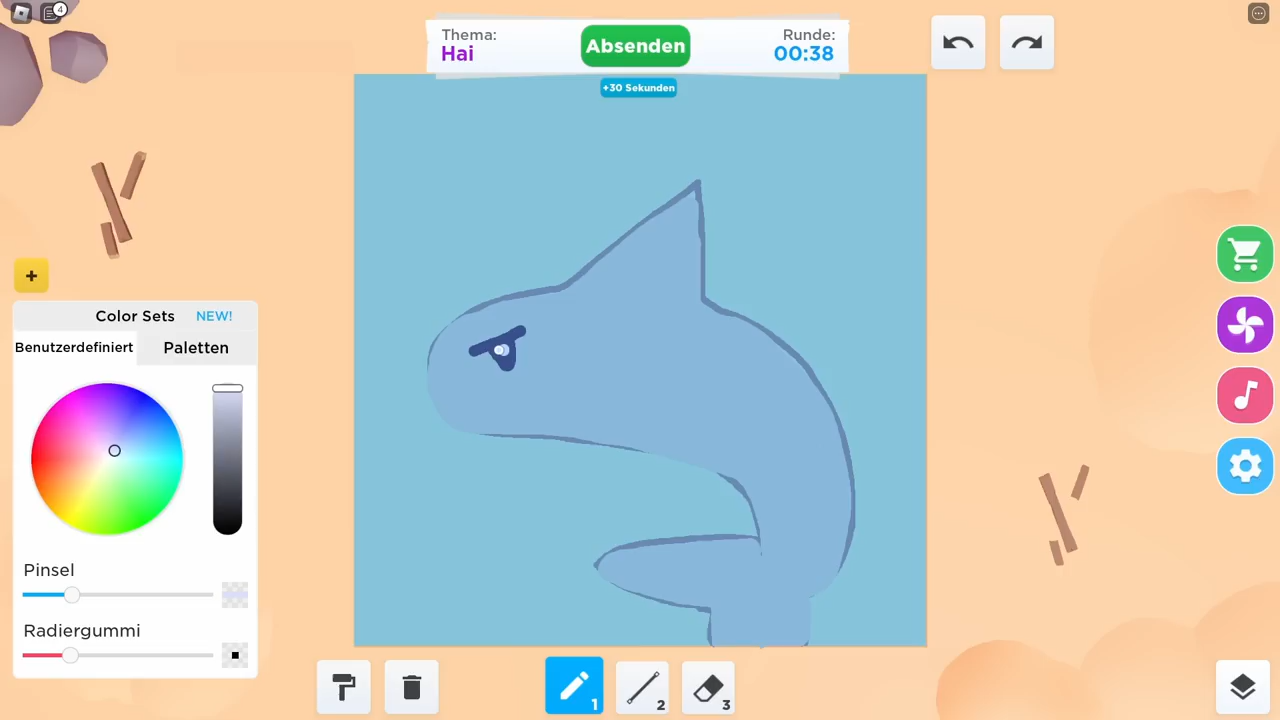 4
Thema:
Hai
Absenden
Runde:
00:38
+30 Sekunden
+
Color Sets NEW!
Benutzerdefiniert Paletten
Pinsel
Radiergummi
1
2
3